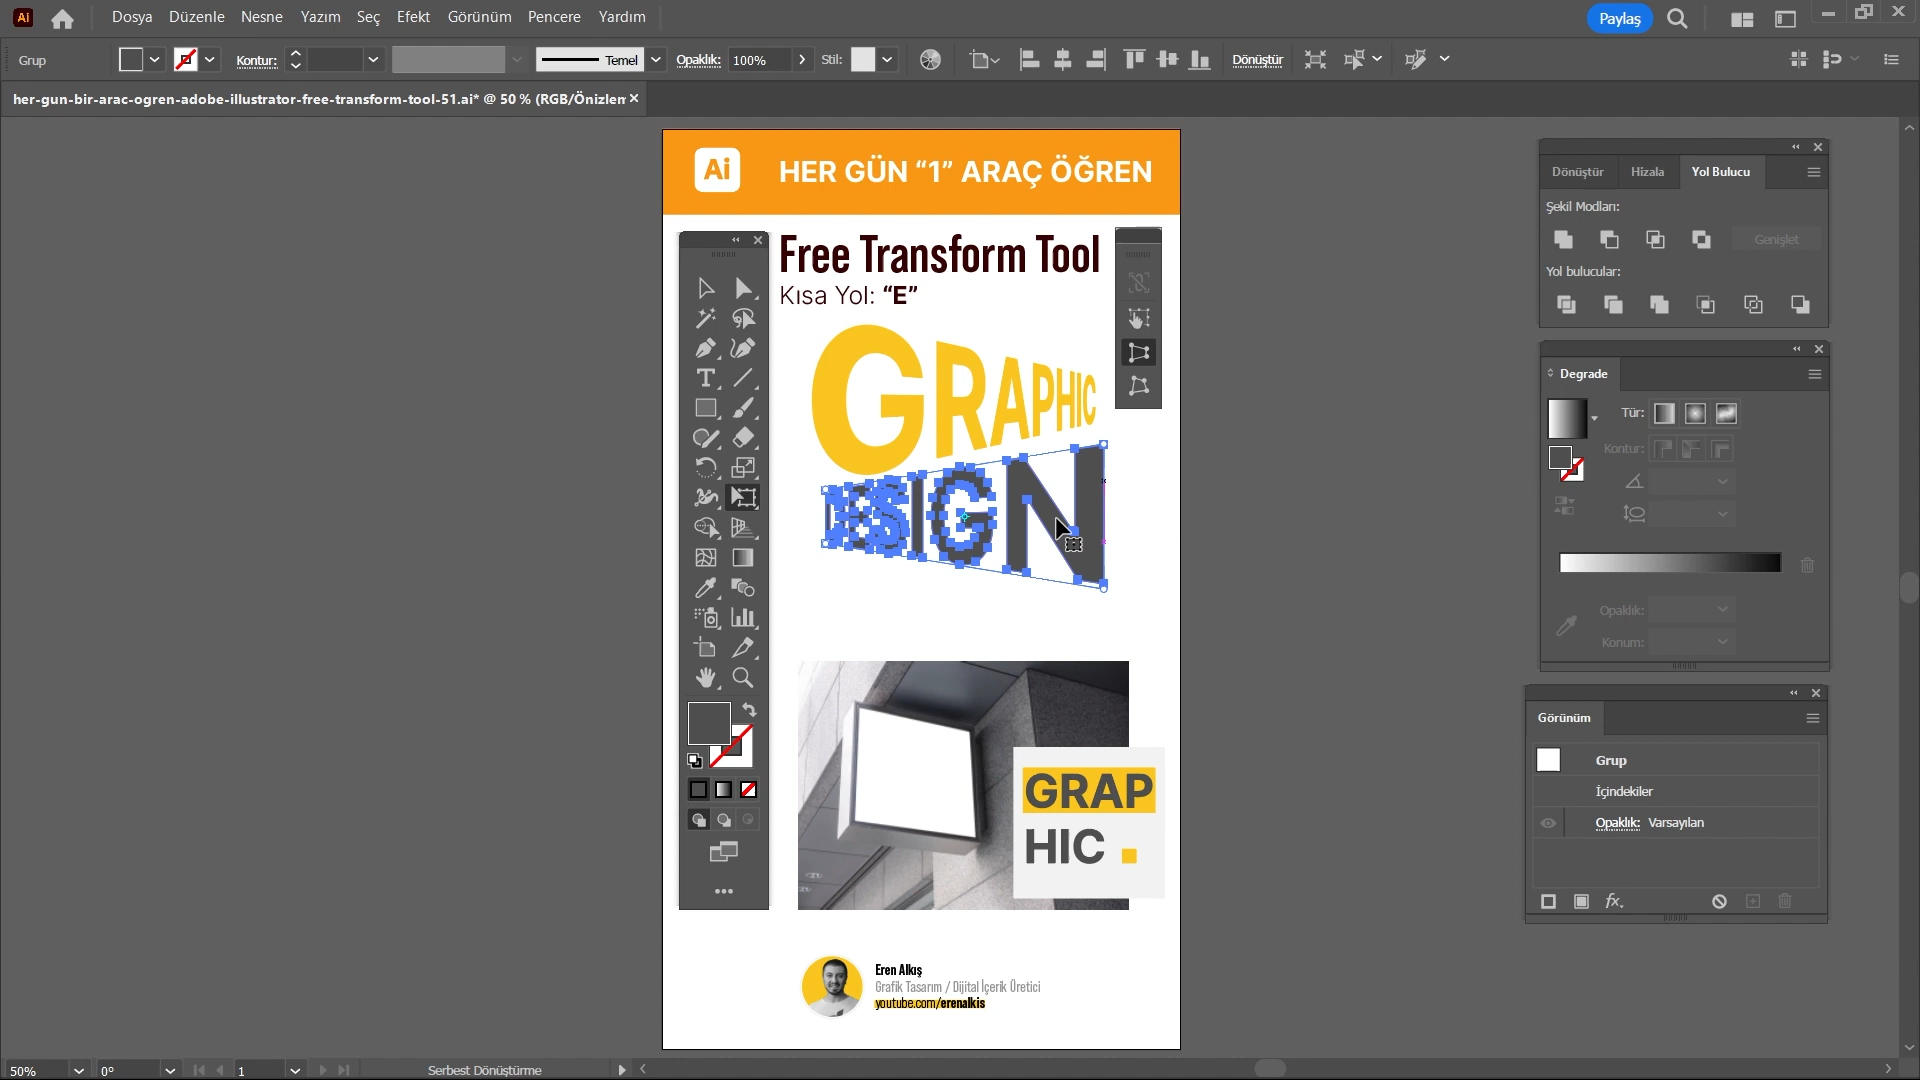 Ai
Dosya Düzenle Nesne Yazım Seç Efekt Görünüm Pencere Yardım
Paylaş
Grup
Kontur:
Temel
Opaklık: 100%
Stil:
Dönüştür
her-gun-bir-arac-ogren-adobe-illustrator-free-transform-tool-51.ai* @ 50 % (RGB/Önizlem
Ai HER GÜN “1” ARAÇ ÖĞREN
Free Transform Tool
Kısa Yol: “E”
GRAPHIC
DESIGN
GRAP
HIC .
Eren Alkış
Grafik Tasarım / Dijital İçerik Üretici
youtube.com/erenalkis
Dönüştür Hizala Yol Bulucu
Şekil Modları:
Genişlet
Yol bulucular:
Degrade
Tür:
Kontur:
Opaklık:
Konum:
Görünüm
Grup
İçindekiler
Opaklık: Varsayılan
fx
50% 0° 1 Serbest Dönüştürme